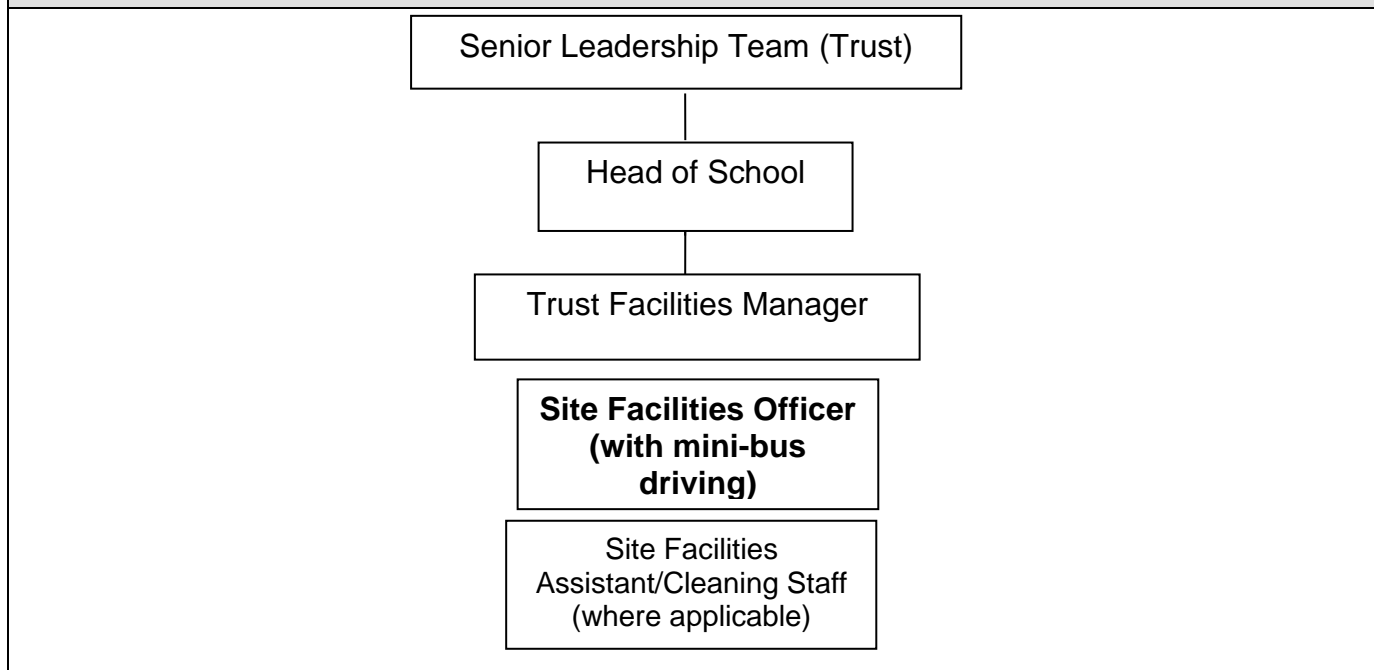 Senior Leadership Team (Trust)
Head of School
Trust Facilities Manager
Site Facilities Officer
(with mini-bus
driving)
Site Facilities
Assistant/Cleaning Staff
(where applicable)